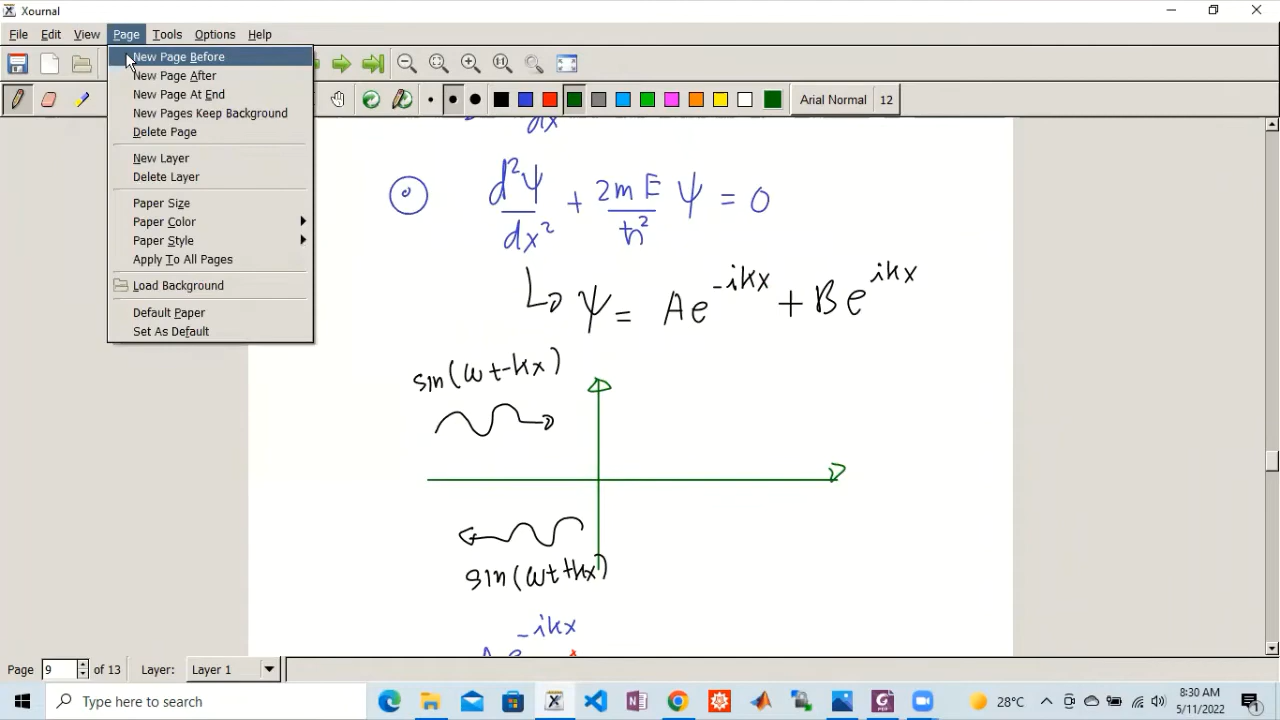 Xournal
File Edit View Page Tools Options Help
New Page Before
New Page After
New Page At End
New Pages Keep Background
Delete Page
New Layer
Delete Layer
Paper Size
Paper Color
Paper Style
Apply To All Pages
Load Background
Default Paper
Set As Default
Arial Normal 12
dx
d²Ψ/dx² + 2mE/ħ² Ψ = 0
Ψ = Ae^{-ikx} + Be^{ikx}
sin(ωt-kx)
sin(ωt+kx)
-ikx
Page 9 of 13 Layer: Layer 1
Type here to search
28°C
8:30 AM
5/11/2022